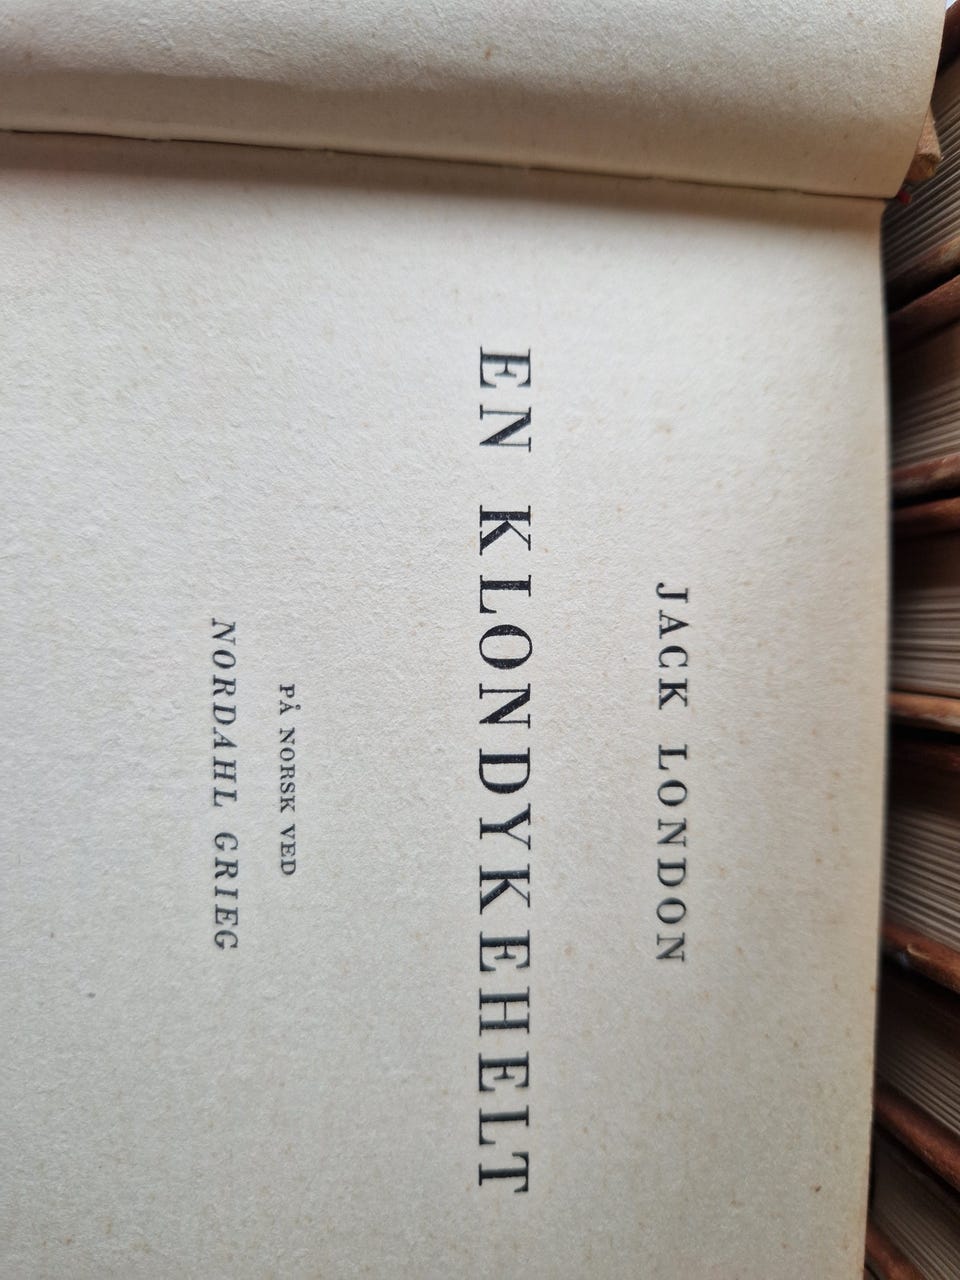 JACK LONDON
EN KLONDYKEHELT
PÅ NORSK VED
NORDAHL GRIEG